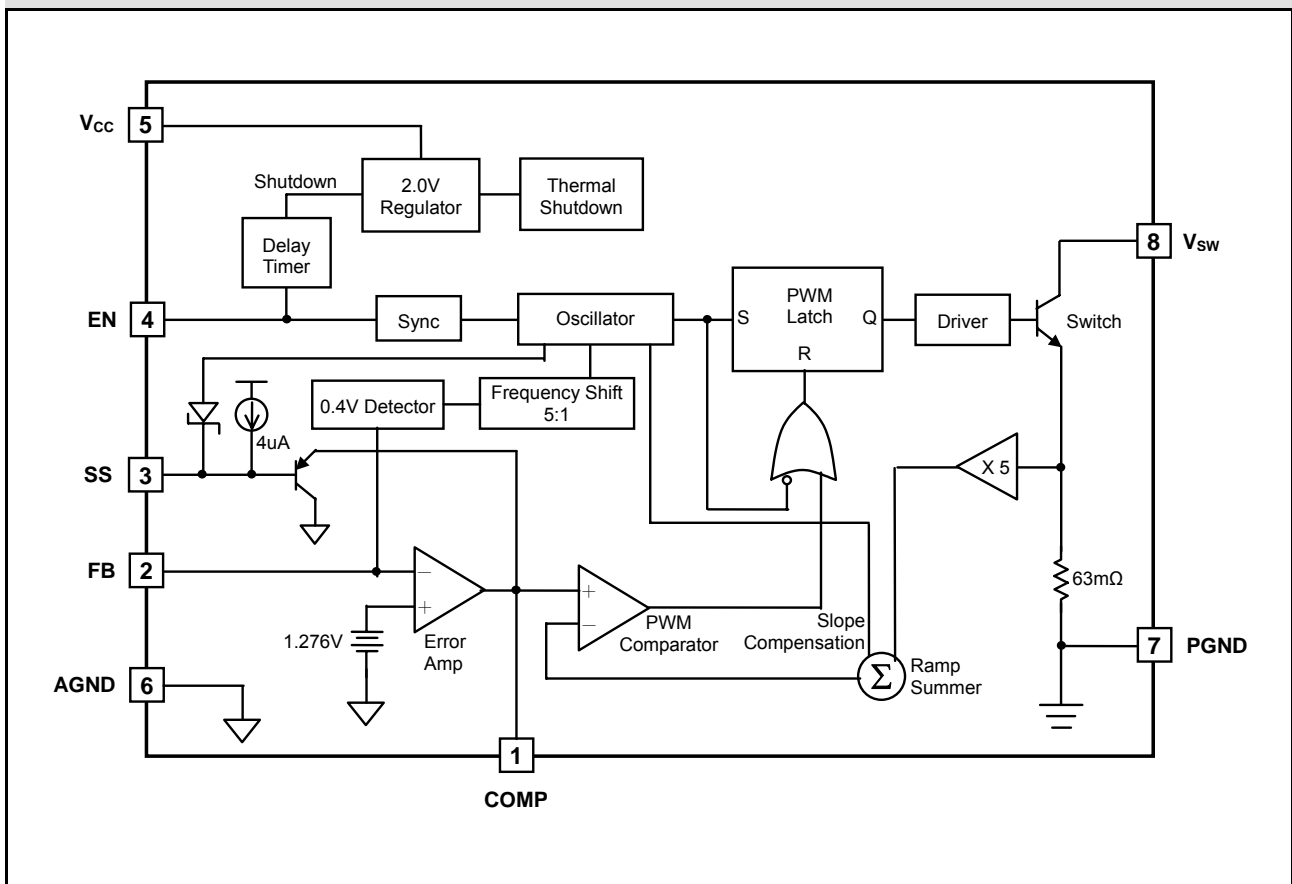 VCC
5
Shutdown
2.0V
Regulator
Thermal
Shutdown
Delay
Timer
8
VSW
EN
4
Sync
Oscillator
S
PWM
Latch
Q
R
Driver
Switch
0.4V Detector
Frequency Shift
5:1
4uA
SS
3
X 5
FB
2
−
+
1.276V
Error
Amp
+
−
PWM
Comparator
Slope
Compensation
Σ
Ramp
Summer
63mΩ
7
PGND
AGND
6
1
COMP